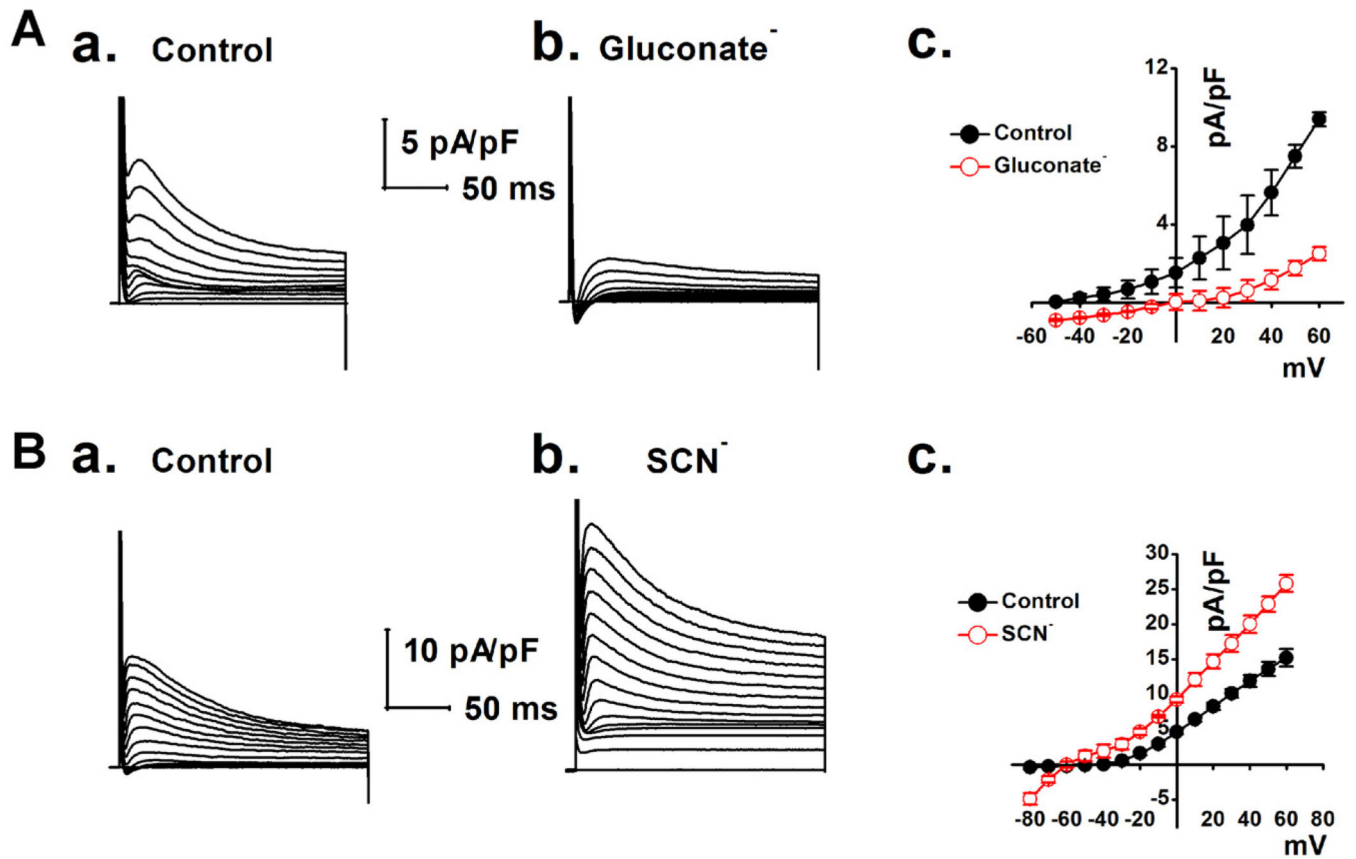 A
a. Control
b. Gluconate⁻
c.
5 pA/pF
50 ms
Control
Gluconate⁻
pA/pF
12
8
4
-60 -40 -20 0 20 40 60
mV
B
a. Control
b. SCN⁻
c.
10 pA/pF
50 ms
Control
SCN⁻
pA/pF
30
25
20
15
10
5
-5
-80 -60 -40 -20 20 40 60 80
mV